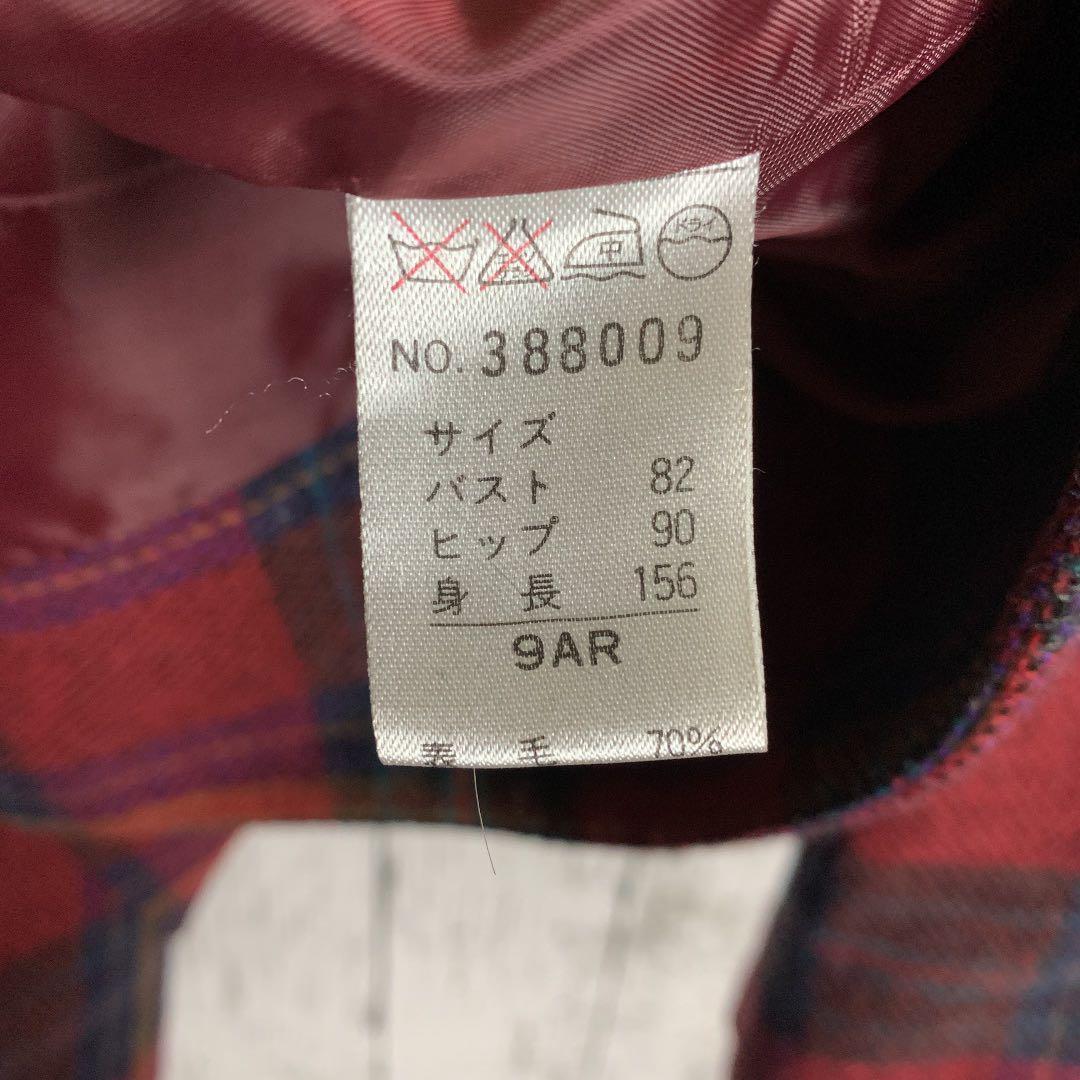 中 ドライ
NO. 388009
サイズ
バスト 82
ヒップ 90
身長 156
9AR
表 毛 70%